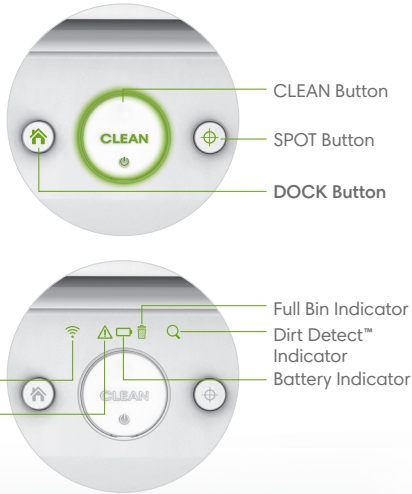 CLEAN Button
CLEAN
SPOT Button
DOCK Button
Full Bin Indicator
Dirt Detect™
Indicator
Battery Indicator
CLEAN